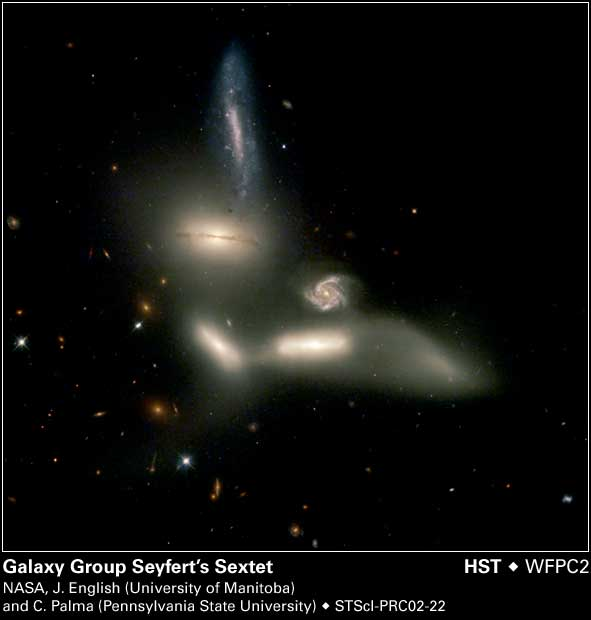 Galaxy Group Seyfert's Sextet HST ◆ WFPC2
NASA, J. English (University of Manitoba)
and C. Palma (Pennsylvania State University) ◆ STScI-PRC02-22